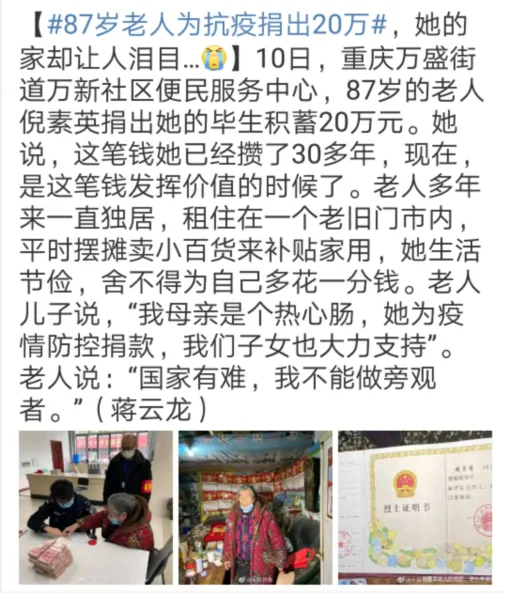 【#87岁老人为抗疫捐出20万#，她的
家却让人泪目...😭】10日，重庆万盛街
道万新社区便民服务中心，87岁的老人
倪素英捐出她的毕生积蓄20万元。她
说，这笔钱她已经攒了30多年，现在，
是这笔钱发挥价值的时候了。老人多年
来一直独居，租住在一个老旧门市内，
平时摆摊卖小百货来补贴家用，她生活
节俭，舍不得为自己多花一分钱。老人
儿子说，“我母亲是个热心肠，她为疫
情防控捐款，我们子女也大力支持”。
老人说：“国家有难，我不能做旁观
者。”（蒋云龙）
烈士证明书